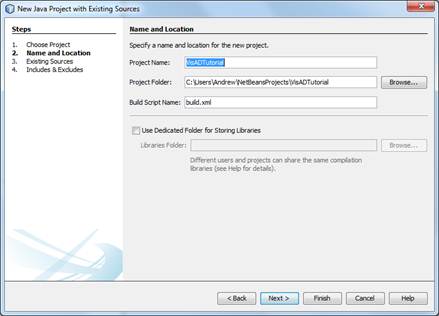 New Java Project with Existing Sources
Steps
1. Choose Project
2. Name and Location
3. Existing Sources
4. Includes & Excludes
Name and Location
Specify a name and location for the new project.
Project Name: VisADTutorial
Project Folder: C:\Users\Andrew\NetBeansProjects\VisADTutorial Browse...
Build Script Name: build.xml
Use Dedicated Folder for Storing Libraries
Libraries Folder: Browse...
Different users and projects can share the same compilation
libraries (see Help for details).
< Back Next > Finish Cancel Help